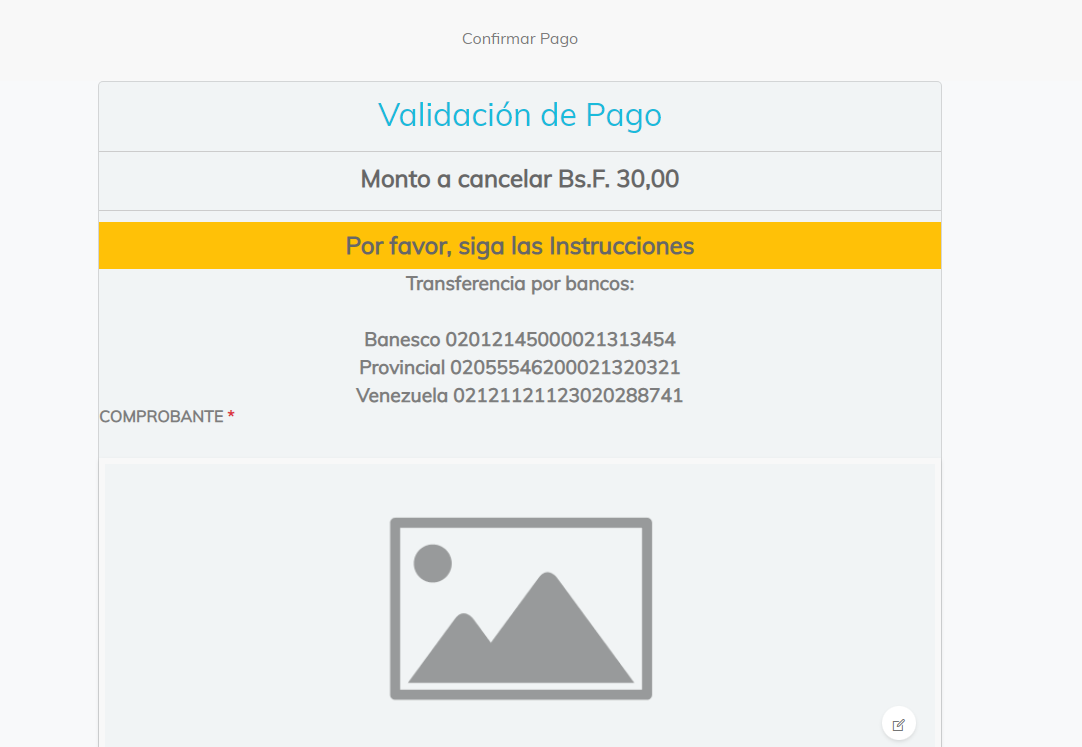 Confirmar Pago
Validación de Pago
Monto a cancelar Bs.F. 30,00
Por favor, siga las Instrucciones
Transferencia por bancos:
Banesco 02012145000021313454
Provincial 02055546200021320321
Venezuela 02121121123020288741
COMPROBANTE *